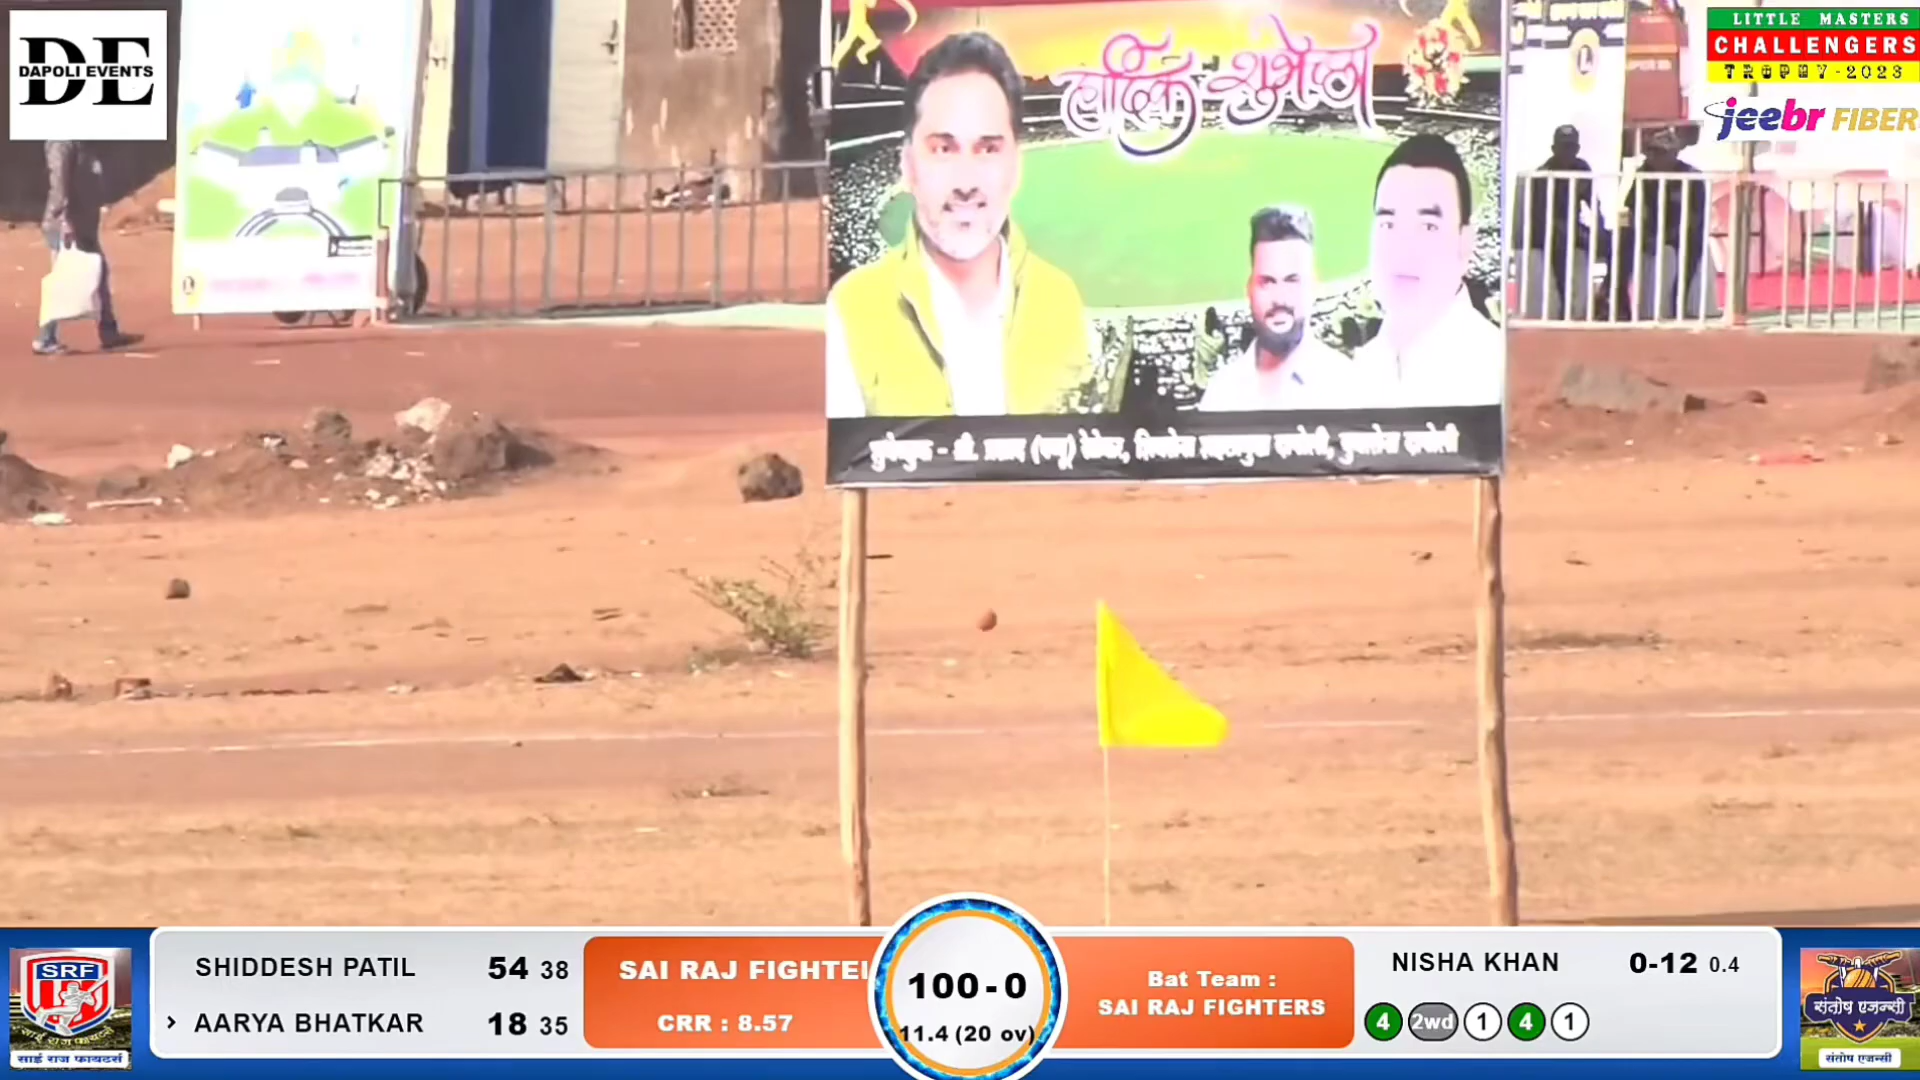 DE
DAPOLI EVENTS
हार्दिक शुभेच्छा
LITTLE MASTERS
CHALLENGERS
TROPHY-2023
jeebr FIBER
SRF
साई राज फायटर्स
SHIDDESH PATIL 54 38
› AARYA BHATKAR 18 35
SAI RAJ FIGHTE
CRR : 8.57
100-0
11.4 (20 ov)
Bat Team :
SAI RAJ FIGHTERS
NISHA KHAN 0-12 0.4
4 2wd 1 4 1
संतोष एजन्सी
संतोष एजन्सी